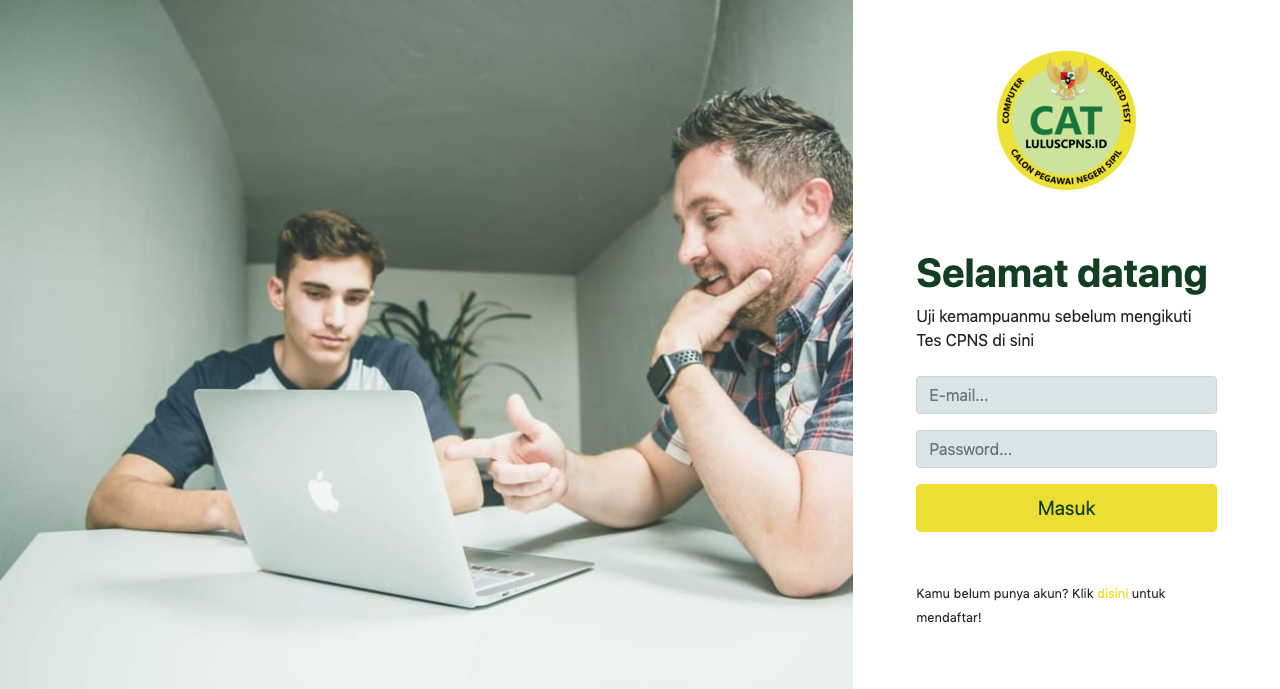 COMPUTER ASSISTED TEST
CAT
LULUSCPNS.ID
CALON PEGAWAI NEGERI SIPIL
Selamat datang
Uji kemampuanmu sebelum mengikuti
Tes CPNS di sini
E-mail...
Password...
Masuk
Kamu belum punya akun? Klik disini untuk
mendaftar!